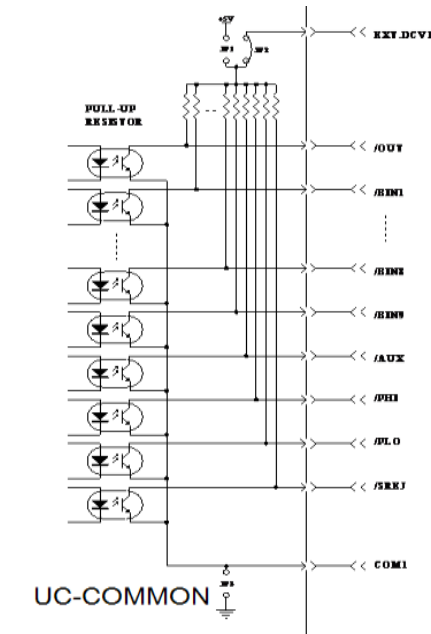 +5V
EXT.DCV1
JP1
JP2
PULL-UP
RESISTOR
/OUT
/BIN1
/BIN8
/BIN9
/AUX
/PHI
/PLO
/SREJ
COM1
JP3
UC-COMMON